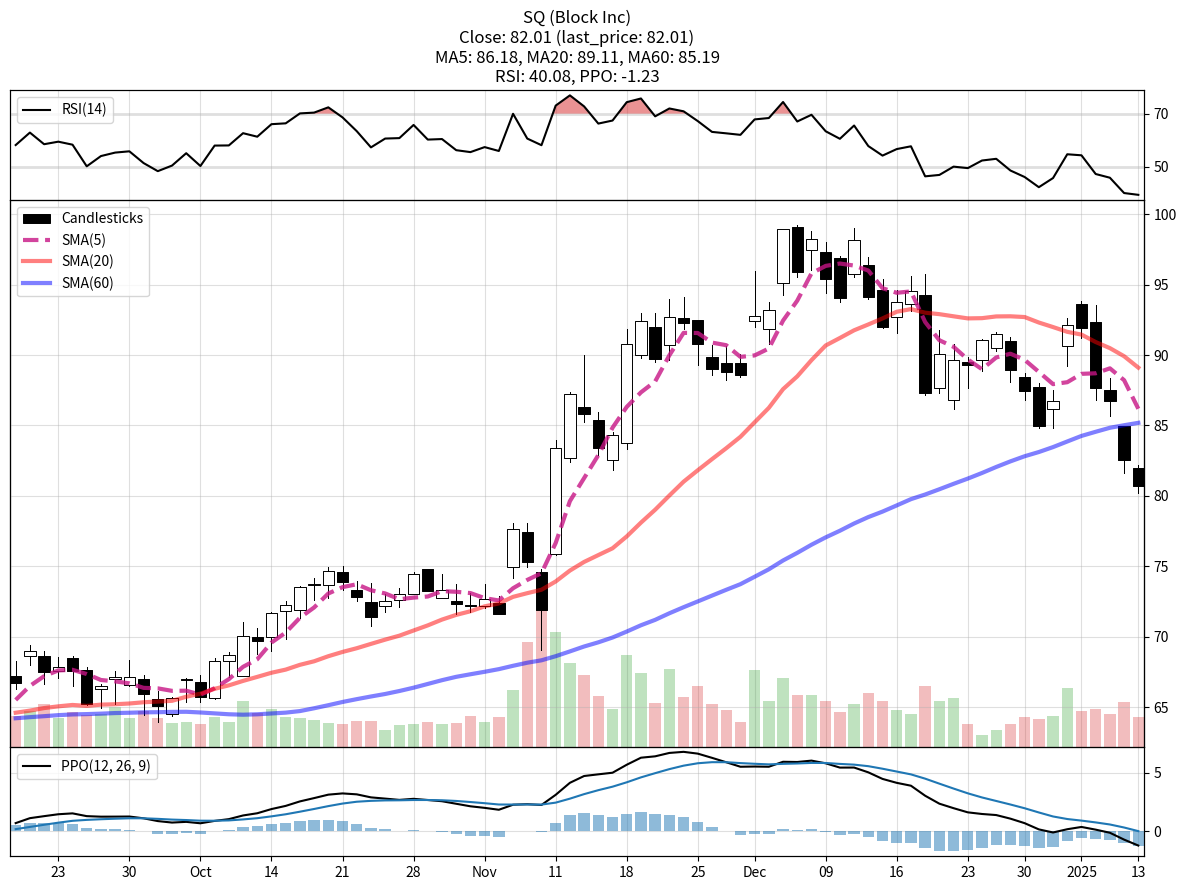 SQ (Block Inc)
Close: 82.01 (last_price: 82.01)
MA5: 86.18, MA20: 89.11, MA60: 85.19
RSI: 40.08, PPO: -1.23
RSI(14)
70
50
Candlesticks
SMA(5)
SMA(20)
SMA(60)
100
95
90
85
80
75
70
65
PPO(12, 26, 9)
5
0
23 30 Oct 14 21 28 Nov 11 18 25 Dec 09 16 23 30 2025 13